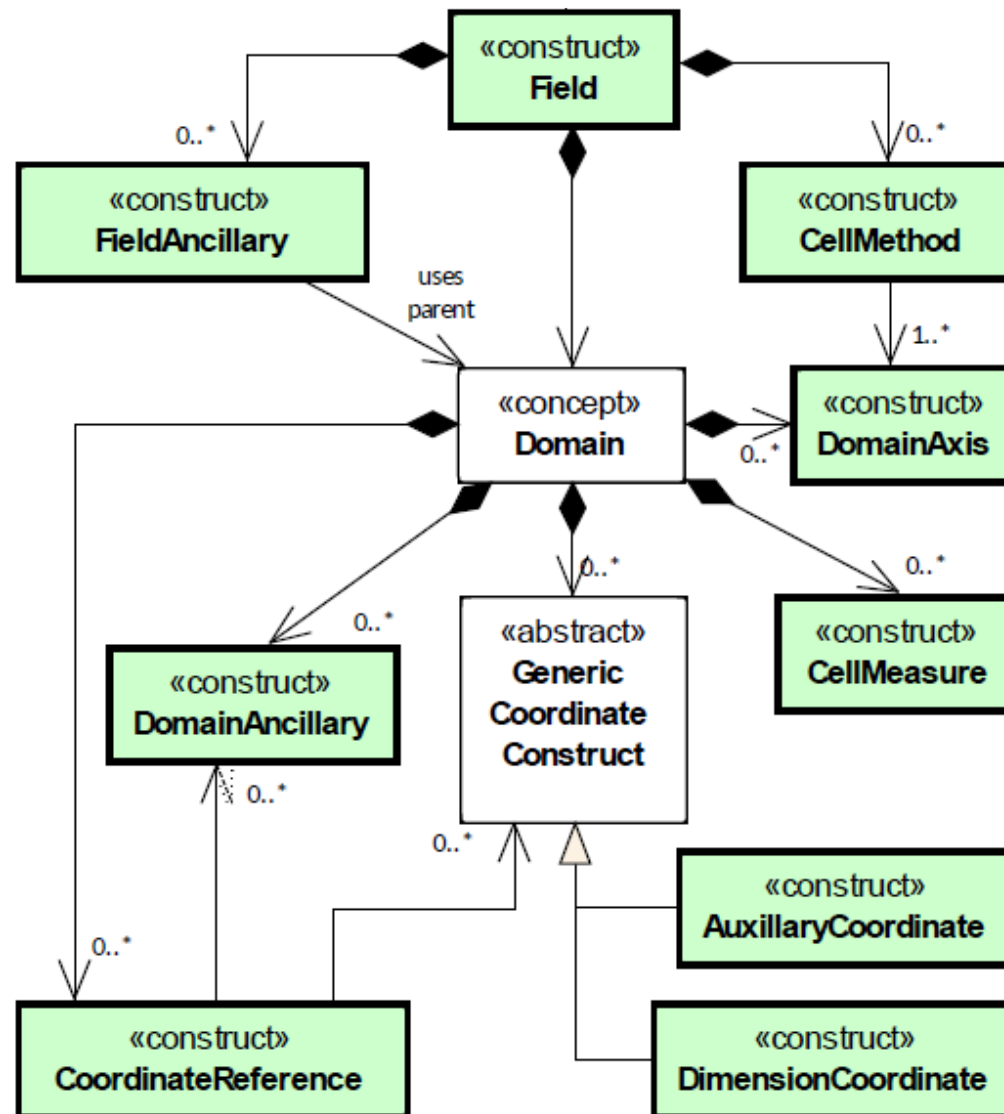 «construct»
Field
0..*
0..*
«construct»
FieldAncillary
«construct»
CellMethod
uses
parent
1..*
«concept»
Domain
0..*
«construct»
DomainAxis
0..*
0..*
0..*
«construct»
DomainAncillary
«abstract»
Generic
Coordinate
Construct
«construct»
CellMeasure
0..*
0..*
«construct»
AuxillaryCoordinate
0..*
«construct»
CoordinateReference
«construct»
DimensionCoordinate